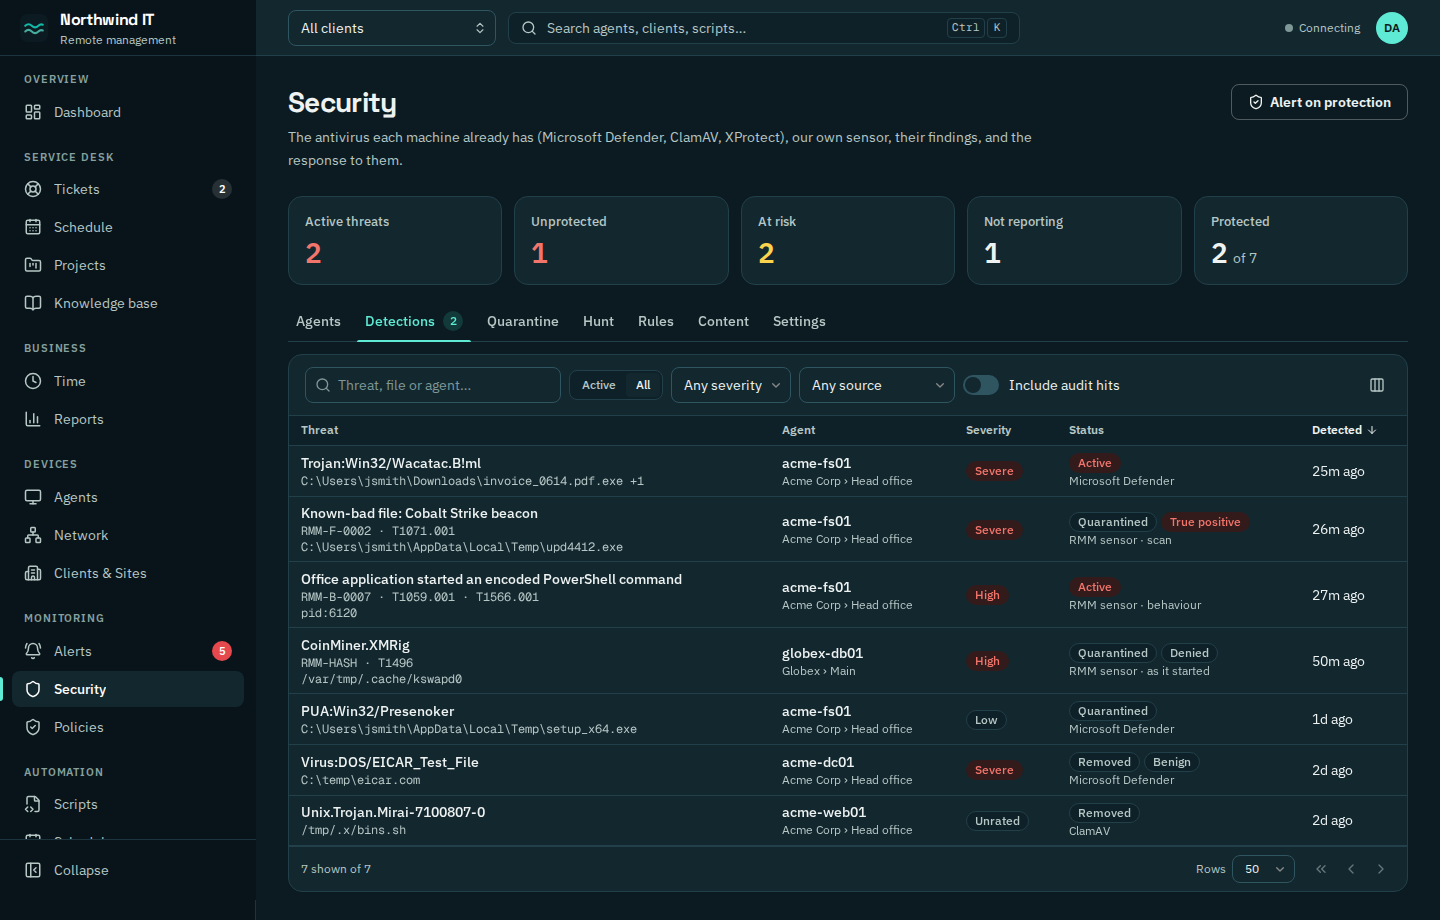 Northwind IT
Remote management
All clients
Search agents, clients, scripts...
Ctrl K
Connecting
DA
OVERVIEW
Dashboard
SERVICE DESK
Tickets 2
Schedule
Projects
Knowledge base
BUSINESS
Time
Reports
DEVICES
Agents
Network
Clients & Sites
MONITORING
Alerts 5
Security
Policies
AUTOMATION
Scripts
Collapse
Security
Alert on protection
The antivirus each machine already has (Microsoft Defender, ClamAV, XProtect), our own sensor, their findings, and the
response to them.
Active threats
2
Unprotected
1
At risk
2
Not reporting
1
Protected
2 of 7
Agents Detections 2 Quarantine Hunt Rules Content Settings
Threat, file or agent...
Active All
Any severity
Any source
Include audit hits
Threat Agent Severity Status Detected ↓
Trojan:Win32/Wacatac.B!ml
C:\Users\jsmith\Downloads\invoice_0614.pdf.exe +1
acme-fs01
Acme Corp › Head office
Severe
Active
Microsoft Defender
25m ago
Known-bad file: Cobalt Strike beacon
RMM-F-0002 · T1071.001
C:\Users\jsmith\AppData\Local\Temp\upd4412.exe
acme-fs01
Acme Corp › Head office
Severe
Quarantined True positive
RMM sensor · scan
26m ago
Office application started an encoded PowerShell command
RMM-B-0007 · T1059.001 · T1566.001
pid:6120
acme-fs01
Acme Corp › Head office
High
Active
RMM sensor · behaviour
27m ago
CoinMiner.XMRig
RMM-HASH · T1496
/var/tmp/.cache/kswapd0
globex-db01
Globex › Main
High
Quarantined Denied
RMM sensor · as it started
50m ago
PUA:Win32/Presenoker
C:\Users\jsmith\AppData\Local\Temp\setup_x64.exe
acme-fs01
Acme Corp › Head office
Low
Quarantined
Microsoft Defender
1d ago
Virus:DOS/EICAR_Test_File
C:\temp\eicar.com
acme-dc01
Acme Corp › Head office
Severe
Removed Benign
Microsoft Defender
2d ago
Unix.Trojan.Mirai-7100807-0
/tmp/.x/bins.sh
acme-web01
Acme Corp › Head office
Unrated
Removed
ClamAV
2d ago
7 shown of 7
Rows 50